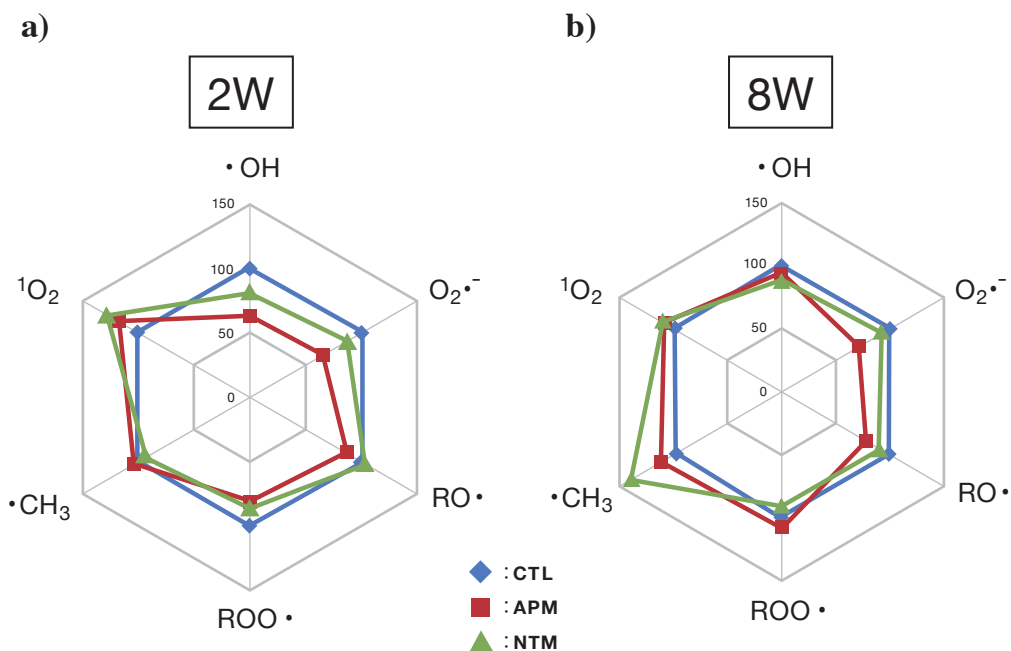 a)
2W
• OH
150
100
50
0
¹O₂
O₂•⁻
•CH₃
RO•
ROO •
b)
8W
• OH
150
100
50
0
¹O₂
O₂•⁻
•CH₃
RO•
ROO •
: CTL
: APM
: NTM